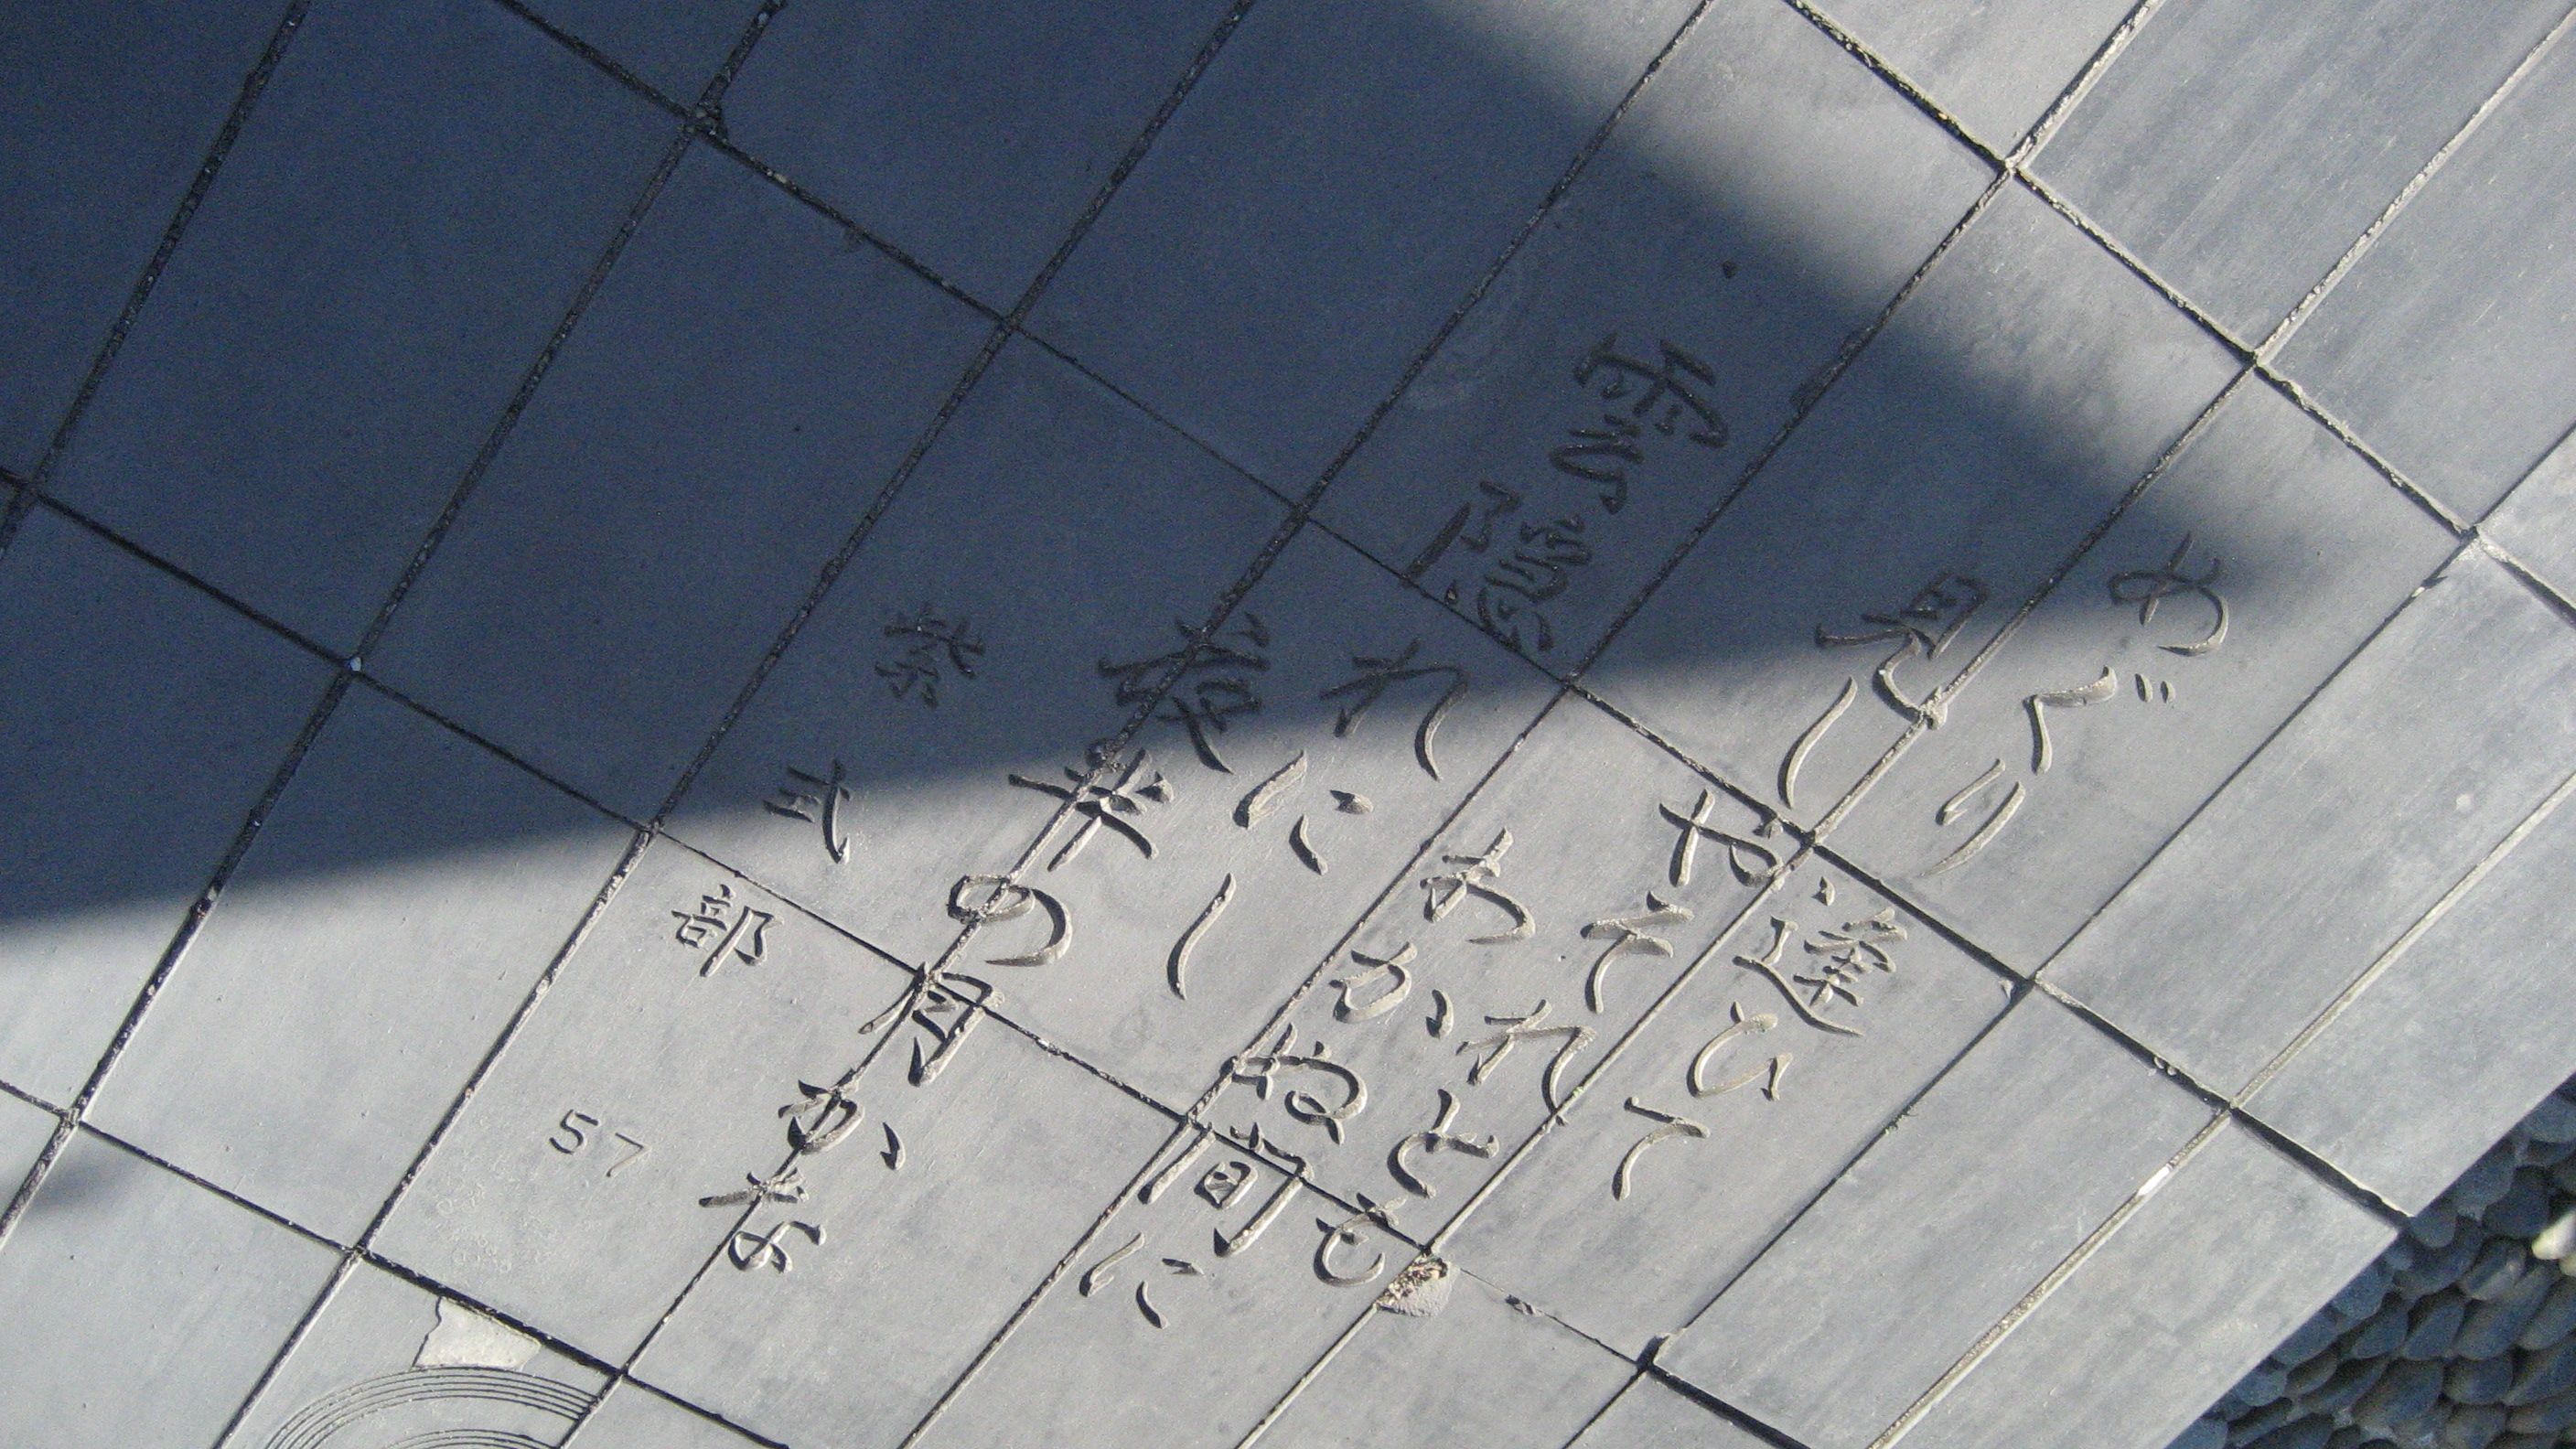 めぐり逢ひて
見しやそれとも
わかぬ間に
雲隠れにし
夜半の月かな
紫式部
57